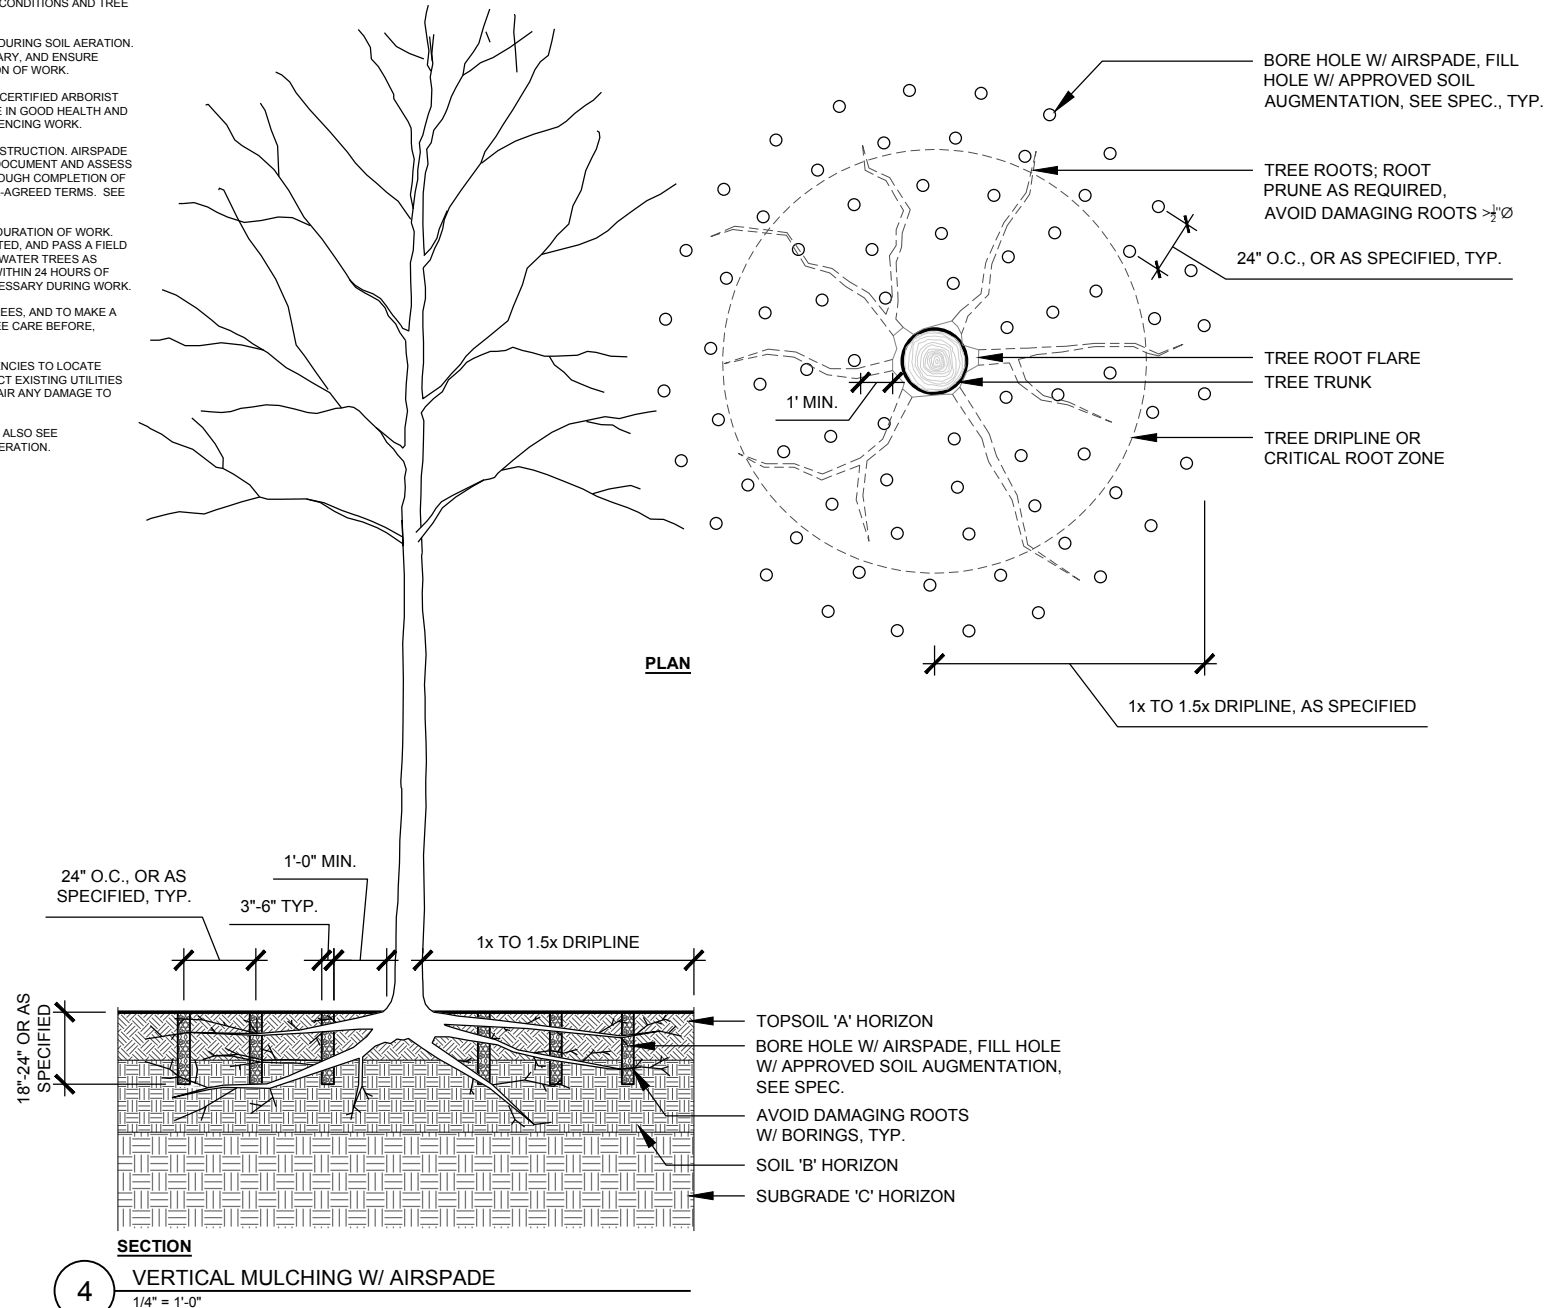 CONDITIONS AND TREE
DURING SOIL AERATION.
ARY, AND ENSURE
ON OF WORK.
CERTIFIED ARBORIST
E IN GOOD HEALTH AND
ENCING WORK.
STRUCTION. AIRSPADE
DOCUMENT AND ASSESS
OUGH COMPLETION OF
-AGREED TERMS. SEE
DURATION OF WORK.
TED, AND PASS A FIELD
WATER TREES AS
WITHIN 24 HOURS OF
ESSARY DURING WORK.
EES, AND TO MAKE A
EE CARE BEFORE,
ENCIES TO LOCATE
CT EXISTING UTILITIES
AIR ANY DAMAGE TO
ALSO SEE
ERATION.
BORE HOLE W/ AIRSPADE, FILL
HOLE W/ APPROVED SOIL
AUGMENTATION, SEE SPEC., TYP.
TREE ROOTS; ROOT
PRUNE AS REQUIRED,
AVOID DAMAGING ROOTS >½"Ø
24" O.C., OR AS SPECIFIED, TYP.
TREE ROOT FLARE
TREE TRUNK
1' MIN.
TREE DRIPLINE OR
CRITICAL ROOT ZONE
PLAN
1x TO 1.5x DRIPLINE, AS SPECIFIED
24" O.C., OR AS
SPECIFIED, TYP.
1'-0" MIN.
3"-6" TYP.
1x TO 1.5x DRIPLINE
18"-24" OR AS
SPECIFIED
TOPSOIL 'A' HORIZON
BORE HOLE W/ AIRSPADE, FILL HOLE
W/ APPROVED SOIL AUGMENTATION,
SEE SPEC.
AVOID DAMAGING ROOTS
W/ BORINGS, TYP.
SOIL 'B' HORIZON
SUBGRADE 'C' HORIZON
SECTION
4
VERTICAL MULCHING W/ AIRSPADE
1/4" = 1'-0"